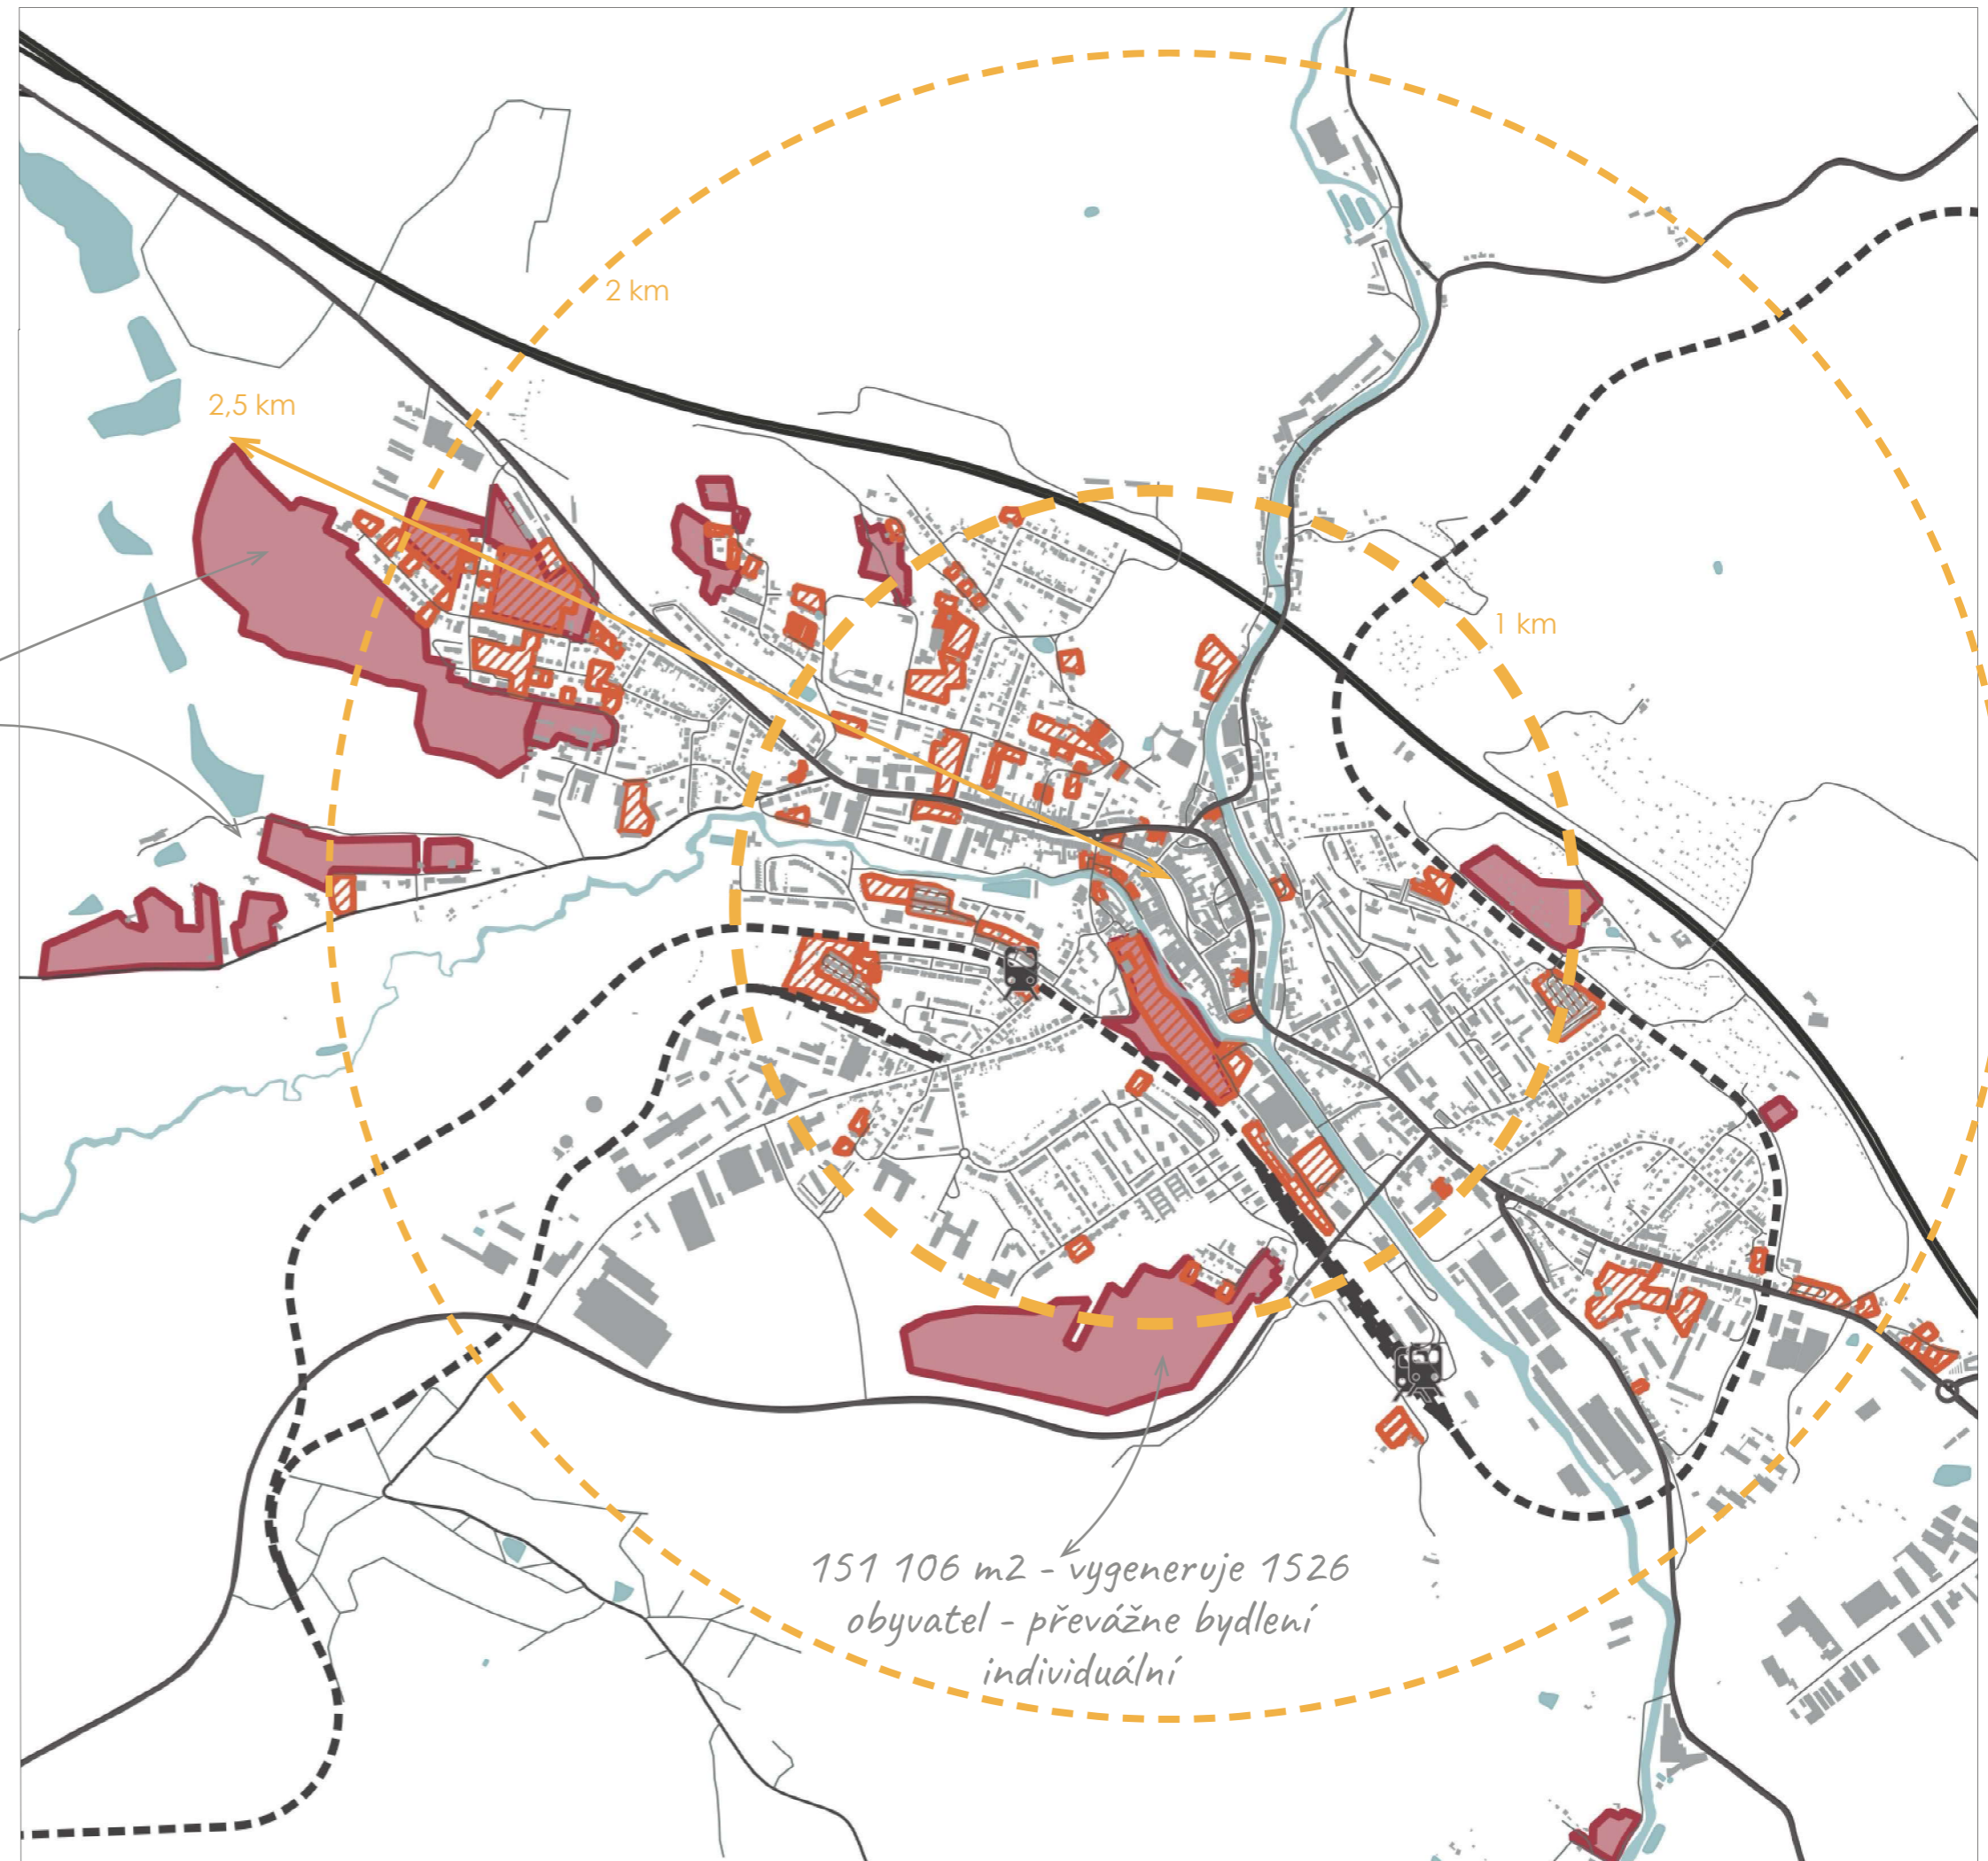 2 km
2,5 km
1 km
151 106 m2 - vygeneruje 1526
obyvatel - převážne bydlení
individuální